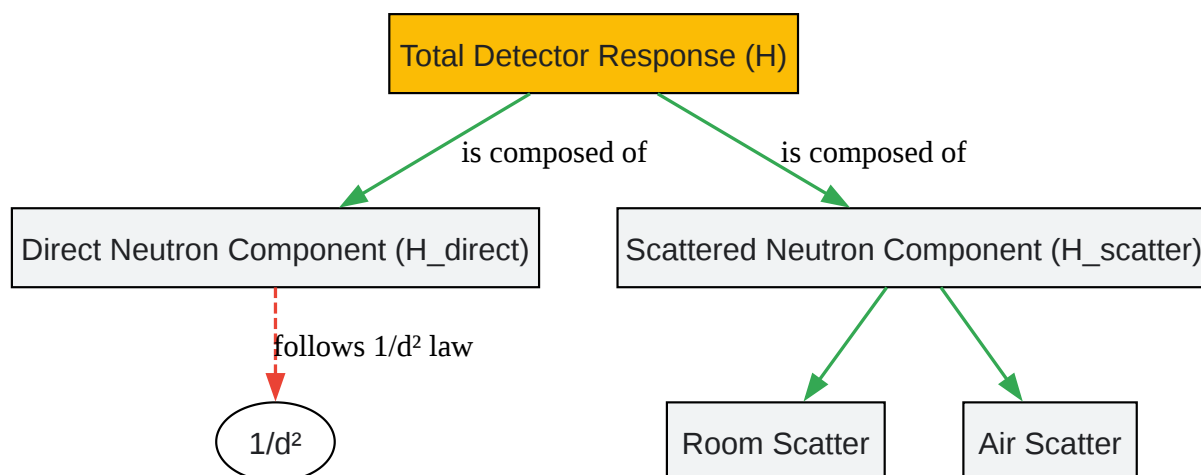 Total Detector Response (H)
is composed of
is composed of
Direct Neutron Component (H_direct)
Scattered Neutron Component (H_scatter)
follows 1/d² law
1/d²
Room Scatter
Air Scatter